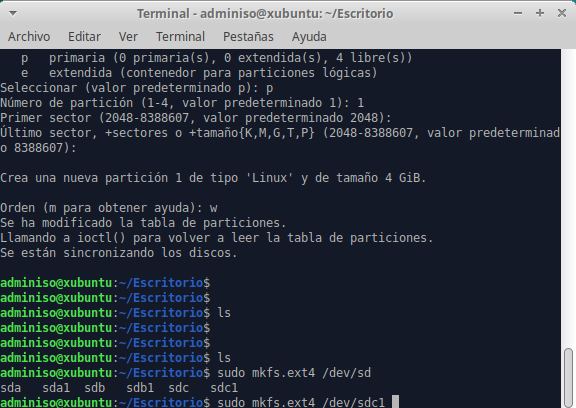 Terminal - adminiso@xubuntu: ~/Escritorio
Archivo Editar Ver Terminal Pestañas Ayuda
p primaria (0 primaria(s), 0 extendida(s), 4 libre(s))
e extendida (contenedor para particiones lógicas)
Seleccionar (valor predeterminado p): p
Número de partición (1-4, valor predeterminado 1): 1
Primer sector (2048-8388607, valor predeterminado 2048):
Último sector, +sectores o +tamaño{K,M,G,T,P} (2048-8388607, valor predeterminad
o 8388607):
Crea una nueva partición 1 de tipo 'Linux' y de tamaño 4 GiB.
Orden (m para obtener ayuda): w
Se ha modificado la tabla de particiones.
Llamando a ioctl() para volver a leer la tabla de particiones.
Se están sincronizando los discos.
adminiso@xubuntu:~/Escritorio$
adminiso@xubuntu:~/Escritorio$
adminiso@xubuntu:~/Escritorio$ ls
adminiso@xubuntu:~/Escritorio$
adminiso@xubuntu:~/Escritorio$
adminiso@xubuntu:~/Escritorio$ ls
adminiso@xubuntu:~/Escritorio$ sudo mkfs.ext4 /dev/sd
sda sda1 sdb sdb1 sdc sdc1
adminiso@xubuntu:~/Escritorio$ sudo mkfs.ext4 /dev/sdc1